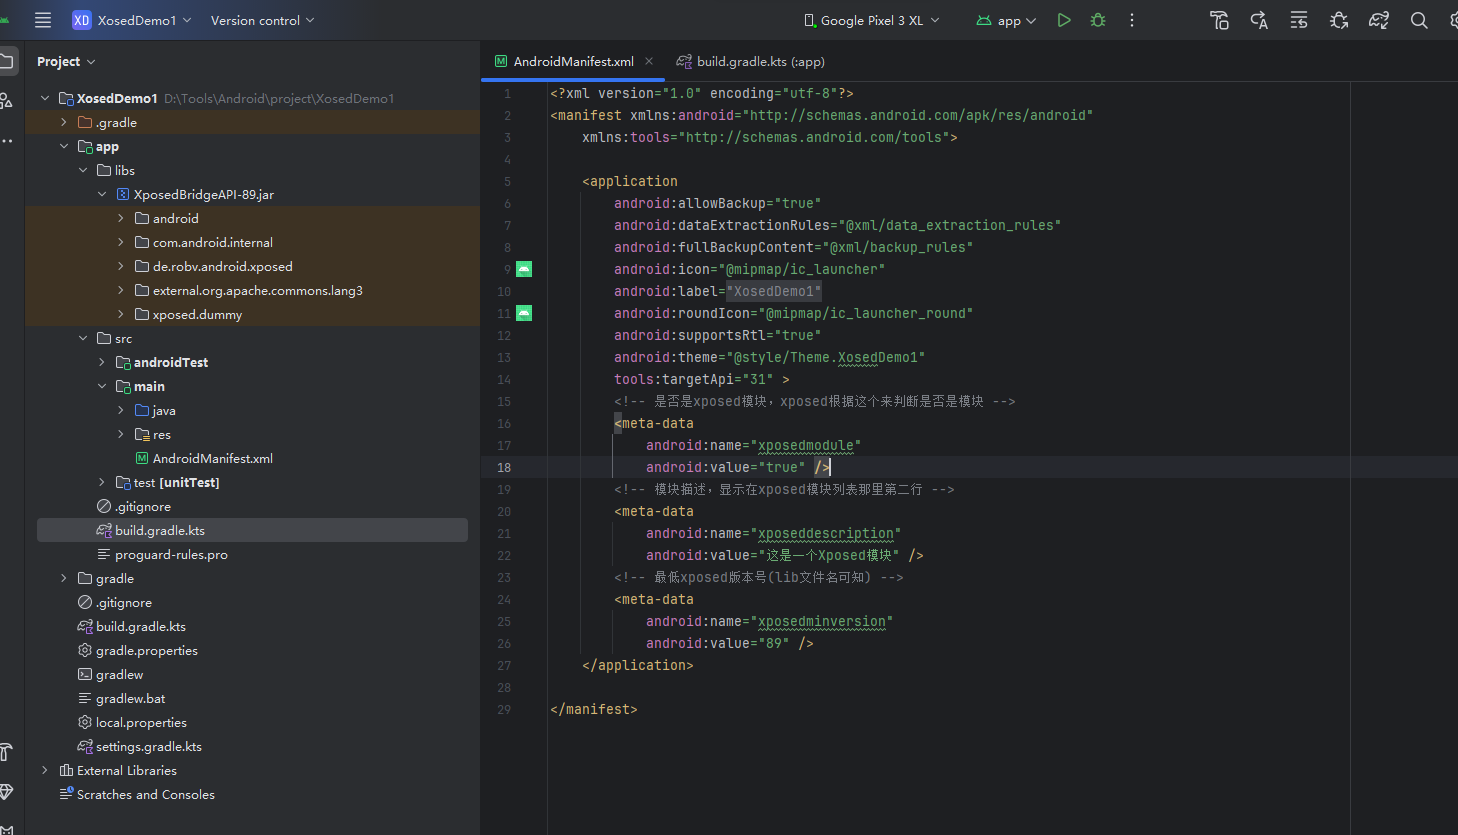 XD XosedDemo1 Version control Google Pixel 3 XL app
Project
XosedDemo1 D:\Tools\Android\project\XosedDemo1
.gradle
app
libs
XposedBridgeAPI-89.jar
android
com.android.internal
de.robv.android.xposed
external.org.apache.commons.lang3
xposed.dummy
src
androidTest
main
java
res
AndroidManifest.xml
test [unitTest]
.gitignore
build.gradle.kts
proguard-rules.pro
gradle
.gitignore
build.gradle.kts
gradle.properties
gradlew
gradlew.bat
local.properties
settings.gradle.kts
External Libraries
Scratches and Consoles
AndroidManifest.xml build.gradle.kts (:app)
1 <?xml version="1.0" encoding="utf-8"?>
2 <manifest xmlns:android="http://schemas.android.com/apk/res/android"
3 xmlns:tools="http://schemas.android.com/tools">
4
5 <application
6 android:allowBackup="true"
7 android:dataExtractionRules="@xml/data_extraction_rules"
8 android:fullBackupContent="@xml/backup_rules"
9 android:icon="@mipmap/ic_launcher"
10 android:label="XosedDemo1"
11 android:roundIcon="@mipmap/ic_launcher_round"
12 android:supportsRtl="true"
13 android:theme="@style/Theme.XosedDemo1"
14 tools:targetApi="31" >
15 <!-- 是否是xposed模块，xposed根据这个来判断是否是模块 -->
16 <meta-data
17 android:name="xposedmodule"
18 android:value="true" />
19 <!-- 模块描述，显示在xposed模块列表那里第二行 -->
20 <meta-data
21 android:name="xposeddescription"
22 android:value="这是一个Xposed模块" />
23 <!-- 最低xposed版本号(lib文件名可知) -->
24 <meta-data
25 android:name="xposedminversion"
26 android:value="89" />
27 </application>
28
29 </manifest>